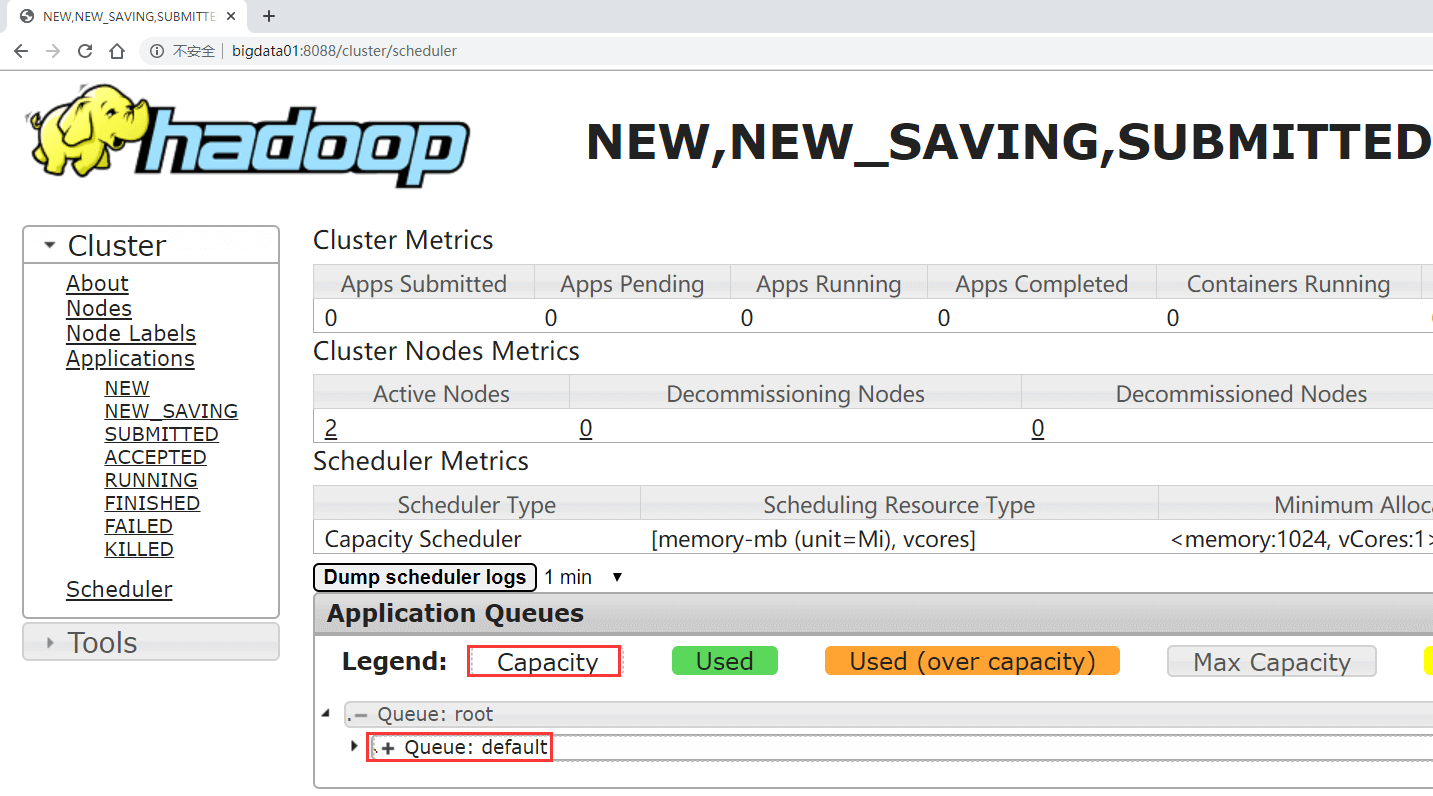 NEW,NEW_SAVING,SUBMITTE
不安全 bigdata01:8088/cluster/scheduler
hadoop
NEW,NEW_SAVING,SUBMITTED
Cluster
About
Nodes
Node Labels
Applications
NEW
NEW_SAVING
SUBMITTED
ACCEPTED
RUNNING
FINISHED
FAILED
KILLED
Scheduler
Tools
Cluster Metrics
Apps Submitted Apps Pending Apps Running Apps Completed Containers Running
0 0 0 0 0
Cluster Nodes Metrics
Active Nodes Decommissioning Nodes Decommissioned Nodes
2 0 0
Scheduler Metrics
Scheduler Type Scheduling Resource Type Minimum Alloca
Capacity Scheduler [memory-mb (unit=Mi), vcores] <memory:1024, vCores:1>
Dump scheduler logs 1 min
Application Queues
Legend: Capacity Used Used (over capacity) Max Capacity
Queue: root
Queue: default